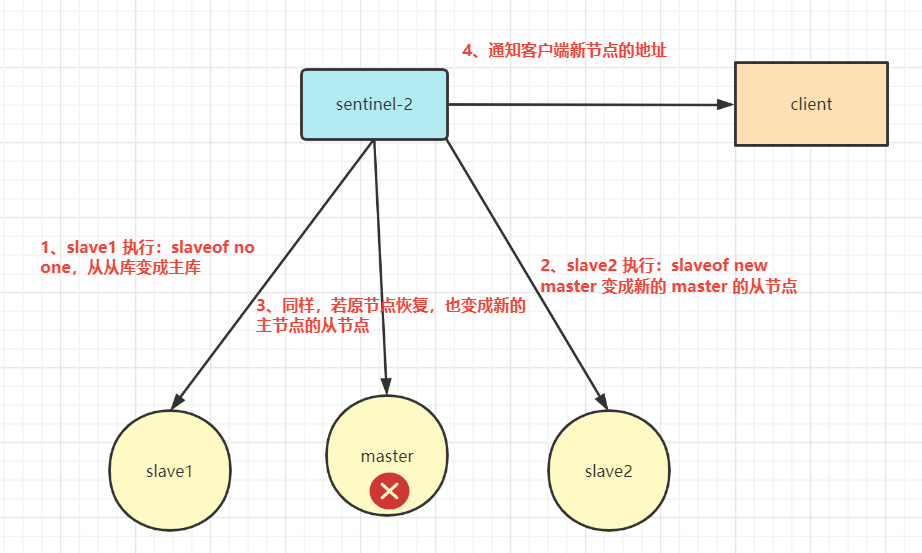 4、通知客户端新节点的地址
sentinel-2
client
1、slave1 执行：slaveof no
one，从从库变成主库
2、slave2 执行：slaveof new
master 变成新的 master 的从节点
3、同样，若原节点恢复，也变成新的
主节点的从节点
slave1
master
slave2